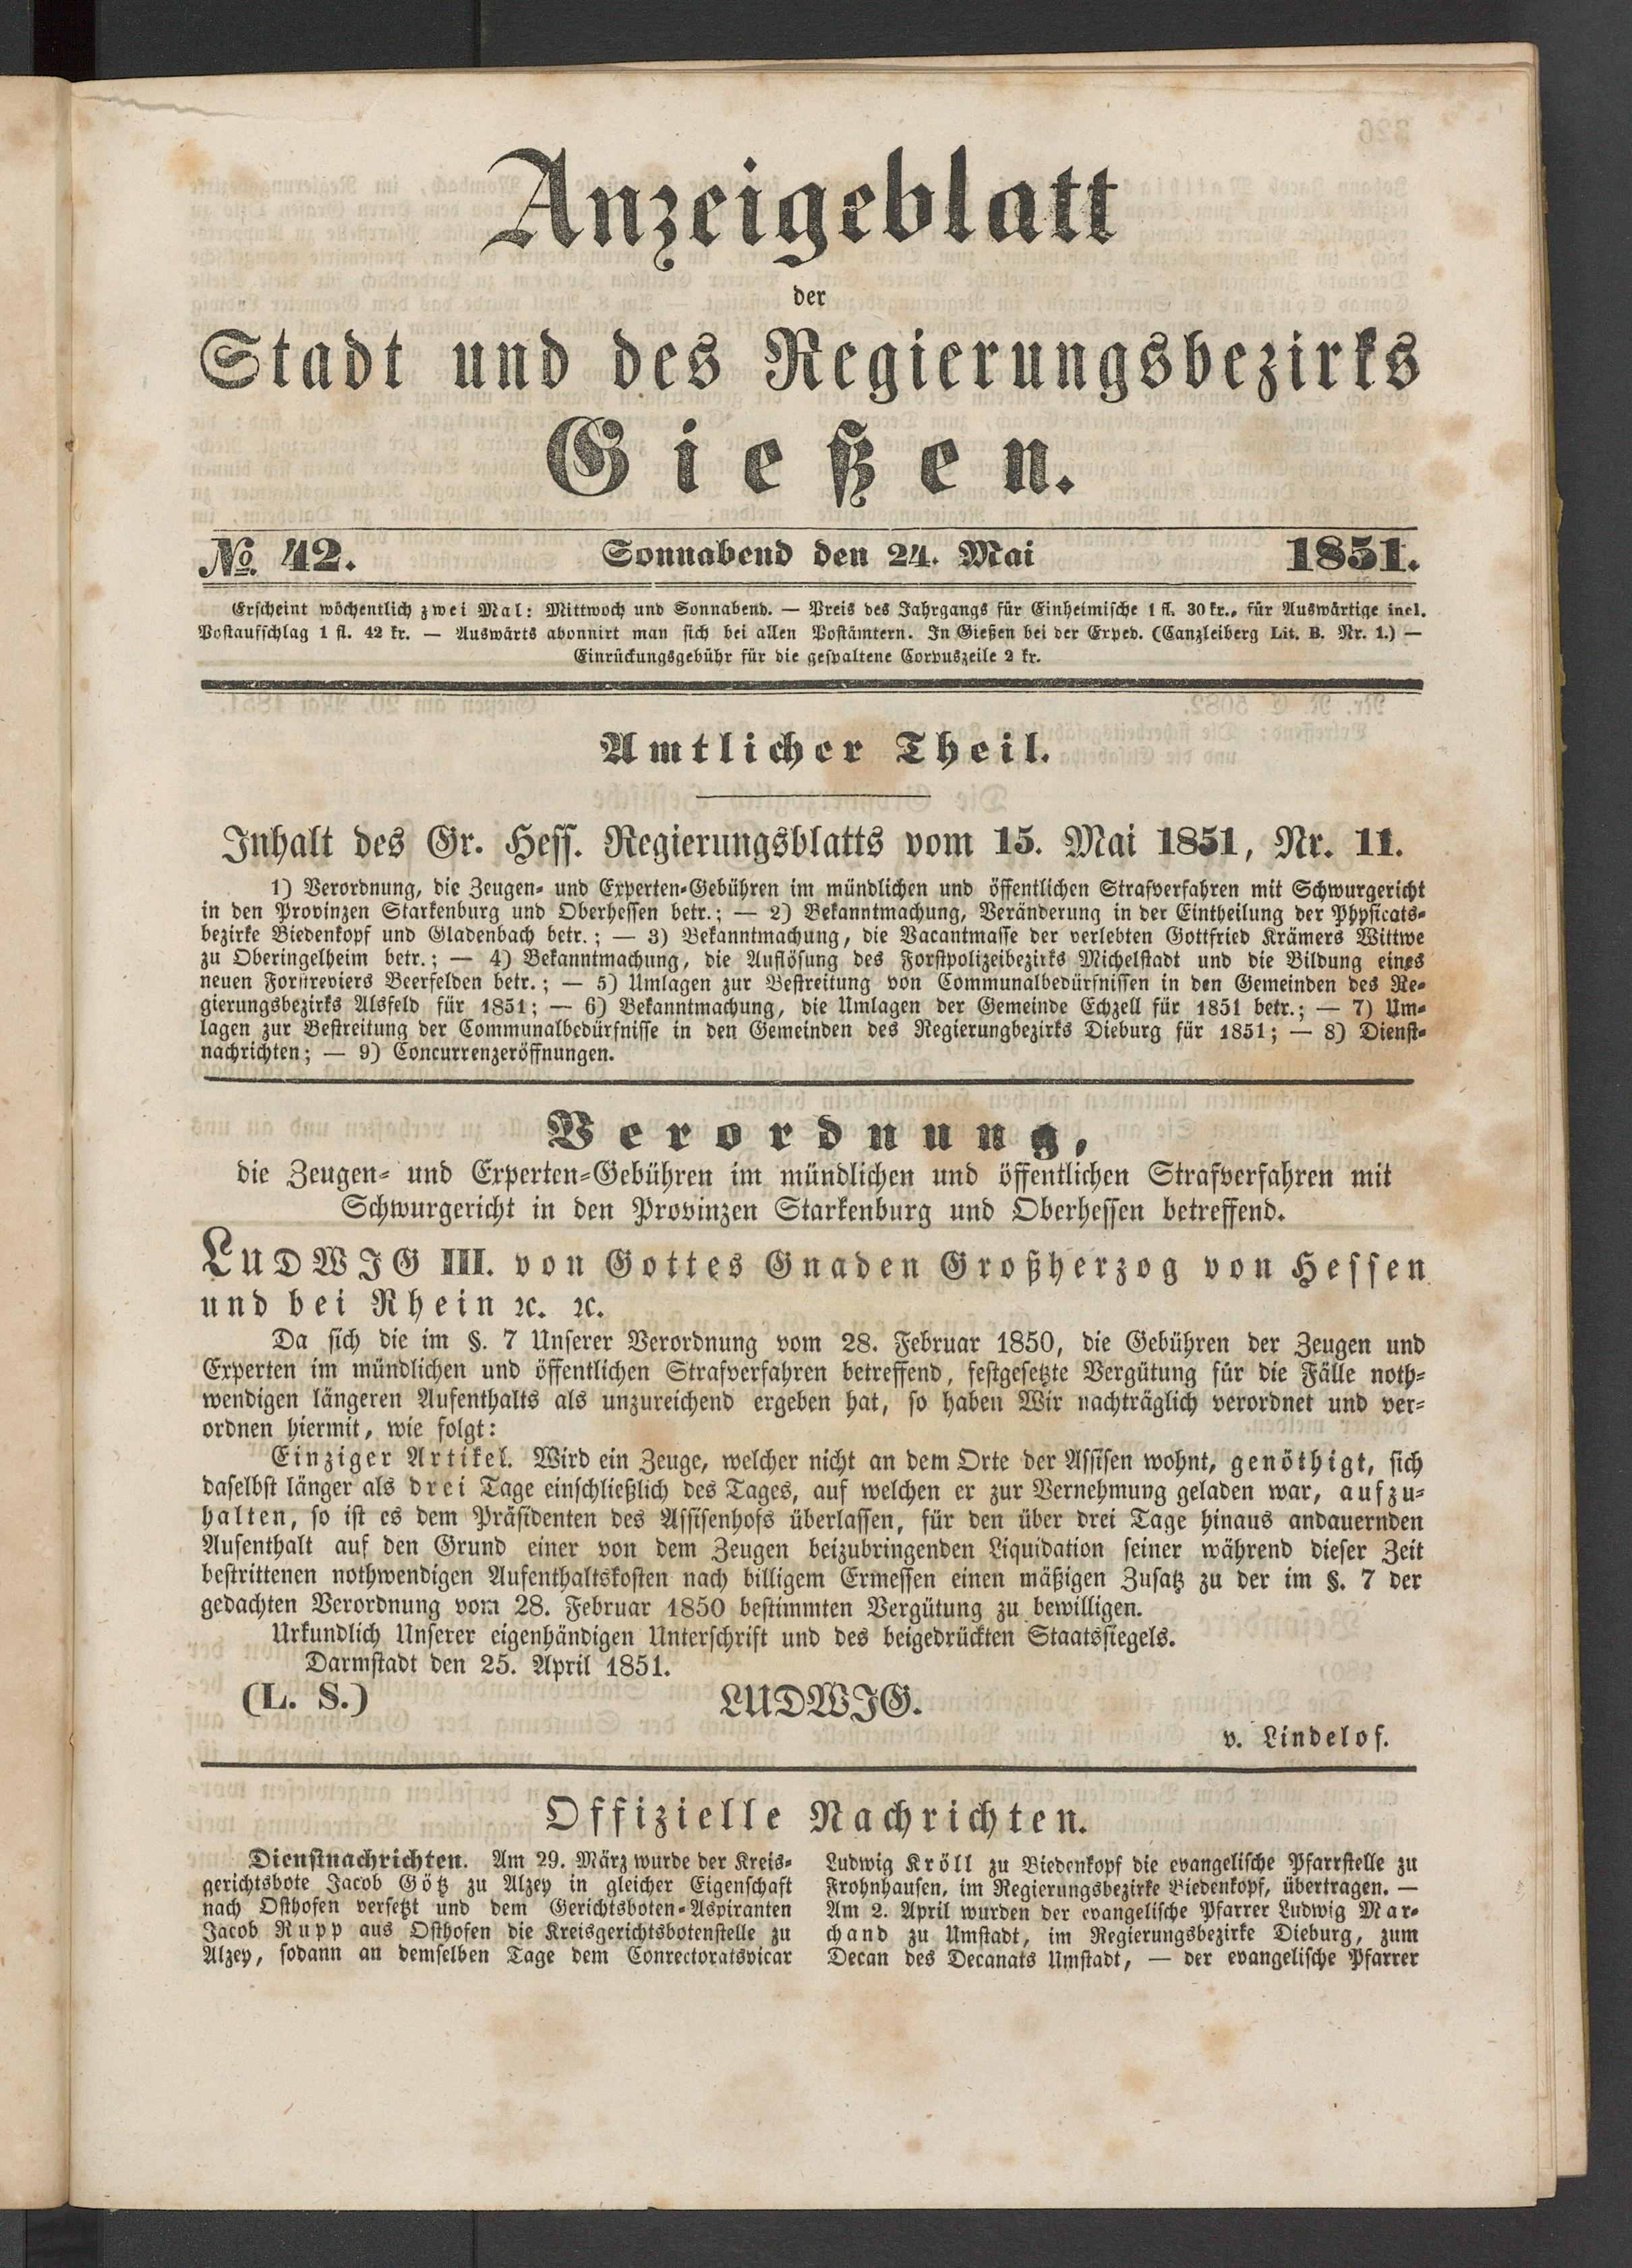 Anzeigeblatt
der
Stadt und des Regierungsbezirks
Gießen.
No. 42. Sonnabend den 24. Mai 1851.
Erscheint wöchentlich zwei Mal: Mittwoch und Sonnabend. — Preis des Jahrgangs für Einheimische 1 fl. 30 kr., für Auswärtige incl.
Postaufschlag 1 fl. 42 kr. — Auswärts abonnirt man sich bei allen Postämtern. In Gießen bei der Exped. (Canzleiberg Lit. B. Nr. 1.) —
Einrückungsgebühr für die gespaltene Corpuszeile 2 kr.
Amtlicher Theil.
Inhalt des Gr. Hess. Regierungsblatts vom 15. Mai 1851, Nr. 11.
1) Verordnung, die Zeugen- und Experten-Gebühren im mündlichen und öffentlichen Strafverfahren mit Schwurgericht
in den Provinzen Starkenburg und Oberhessen betr.; — 2) Bekanntmachung, Veränderung in der Eintheilung der Physicats-
bezirke Biedenkopf und Gladenbach betr.; — 3) Bekanntmachung, die Vacantmasse der verlebten Gottfried Krämers Wittwe
zu Oberingelheim betr.; — 4) Bekanntmachung, die Auflösung des Forstpolizeibezirks Michelstadt und die Bildung eines
neuen Forstreviers Beerfelden betr.; — 5) Umlagen zur Bestreitung von Communalbedürfnissen in den Gemeinden des Re-
gierungsbezirks Alsfeld für 1851; — 6) Bekanntmachung, die Umlagen der Gemeinde Echzell für 1851 betr.; — 7) Um-
lagen zur Bestreitung der Communalbedürfnisse in den Gemeinden des Regierungbezirks Dieburg für 1851; — 8) Dienst-
nachrichten; — 9) Concurrenzeröffnungen.
Verordnung,
die Zeugen- und Experten-Gebühren im mündlichen und öffentlichen Strafverfahren mit
Schwurgericht in den Provinzen Starkenburg und Oberhessen betreffend.
LUDWIG III. von Gottes Gnaden Großherzog von Hessen
und bei Rhein ꝛc. ꝛc.
Da sich die im §. 7 Unserer Verordnung vom 28. Februar 1850, die Gebühren der Zeugen und
Experten im mündlichen und öffentlichen Strafverfahren betreffend, festgesetzte Vergütung für die Fälle noth-
wendigen längeren Aufenthalts als unzureichend ergeben hat, so haben Wir nachträglich verordnet und ver-
ordnen hiermit, wie folgt:
Einziger Artikel. Wird ein Zeuge, welcher nicht an dem Orte der Assisen wohnt, genöthigt, sich
daselbst länger als drei Tage einschließlich des Tages, auf welchen er zur Vernehmung geladen war, aufzu-
halten, so ist es dem Präsidenten des Assisenhofs überlassen, für den über drei Tage hinaus andauernden
Aufenthalt auf den Grund einer von dem Zeugen beizubringenden Liquidation seiner während dieser Zeit
bestrittenen nothwendigen Aufenthaltskosten nach billigem Ermessen einen mäßigen Zusatz zu der im §. 7 der
gedachten Verordnung vom 28. Februar 1850 bestimmten Vergütung zu bewilligen.
Urkundlich Unserer eigenhändigen Unterschrift und des beigedrückten Staatssiegels.
Darmstadt den 25. April 1851.
(L. S.) LUDWIG.
v. Lindelof.
Offizielle Nachrichten.
Dienstnachrichten. Am 29. März wurde der Kreis-
gerichtsbote Jacob Götz zu Alzey in gleicher Eigenschaft
nach Osthofen versetzt und dem Gerichtsboten-Aspiranten
Jacob Rupp aus Osthofen die Kreisgerichtsbotenstelle zu
Alzey, sodann an demselben Tage dem Conrectoratsvicar
Ludwig Kröll zu Biedenkopf die evangelische Pfarrstelle zu
Frohnhausen, im Regierungsbezirke Biedenkopf, übertragen. —
Am 2. April wurden der evangelische Pfarrer Ludwig Mar-
chand zu Umstadt, im Regierungsbezirke Dieburg, zum
Decan des Decanats Umstadt, — der evangelische Pfarrer